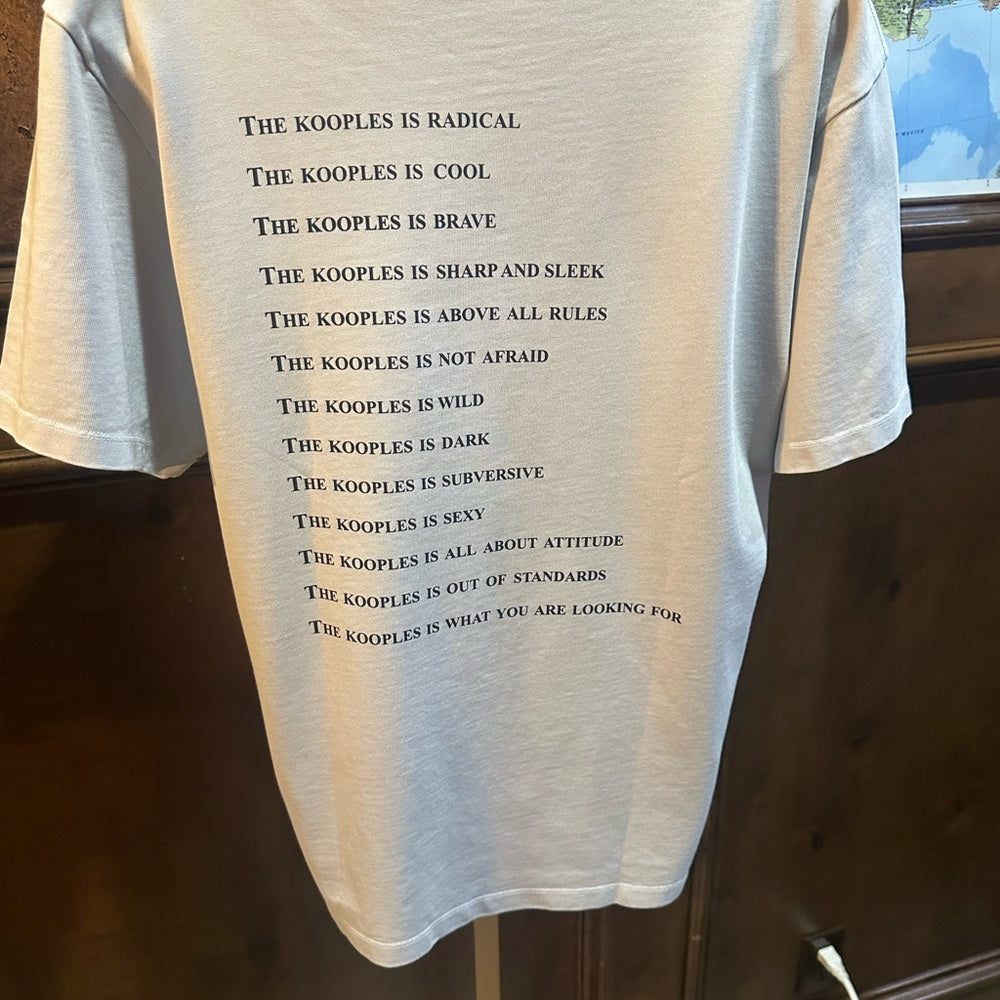 THE KOOPLES IS RADICAL
THE KOOPLES IS COOL
THE KOOPLES IS BRAVE
THE KOOPLES IS SHARP AND SLEEK
THE KOOPLES IS ABOVE ALL RULES
THE KOOPLES IS NOT AFRAID
THE KOOPLES IS WILD
THE KOOPLES IS DARK
THE KOOPLES IS SUBVERSIVE
THE KOOPLES IS SEXY
THE KOOPLES IS ALL ABOUT ATTITUDE
THE KOOPLES IS OUT OF STANDARDS
THE KOOPLES IS WHAT YOU ARE LOOKING FOR